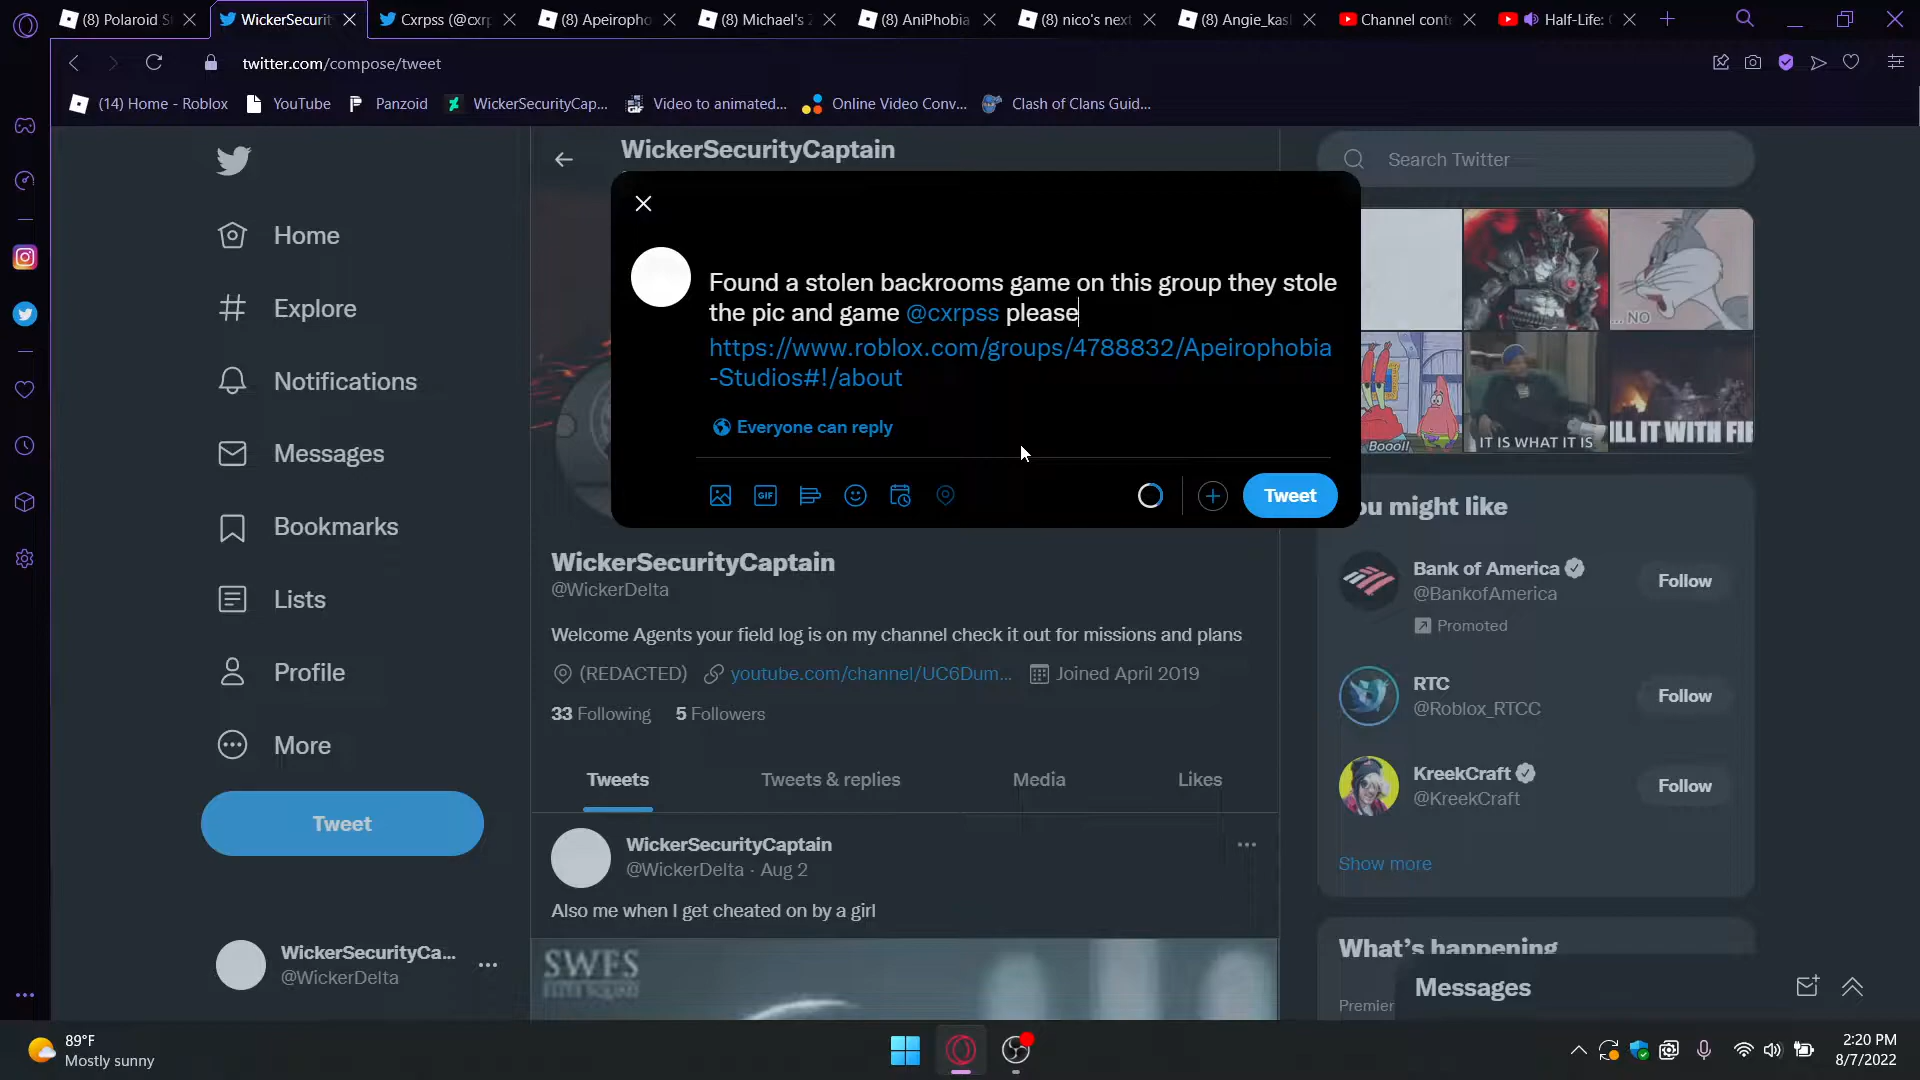 (8) Polaroid S
WickerSecurit
Cxrpss (@cxrp
(8) Apeiropho
(8) Michael's Z
(8) AniPhobia
(8) nico's next
(8) Angie_kasl
Channel conte
Half-Life:
twitter.com/compose/tweet
(14) Home - Roblox
YouTube
Panzoid
WickerSecurityCap...
Video to animated...
Online Video Conv...
Clash of Clans Guid...
Home
Explore
Notifications
Messages
Bookmarks
Lists
Profile
More
Tweet
WickerSecurityCa...
@WickerDelta
WickerSecurityCaptain
Found a stolen backrooms game on this group they stole
the pic and game @cxrpss please
https://www.roblox.com/groups/4788832/Apeirophobia
-Studios#!/about
Everyone can reply
GIF
Tweet
WickerSecurityCaptain
@WickerDelta
Welcome Agents your field log is on my channel check it out for missions and plans
(REDACTED) youtube.com/channel/UC6Dum... Joined April 2019
33 Following 5 Followers
Tweets Tweets & replies Media Likes
WickerSecurityCaptain
@WickerDelta · Aug 2
Also me when I get cheated on by a girl
SWFS
Search Twitter
... NO
Boooo!
IT IS WHAT IT IS
ILL IT WITH FI
ou might like
Bank of America
@BankofAmerica
Promoted
Follow
RTC
@Roblox_RTCC
Follow
KreekCraft
@KreekCraft
Follow
Show more
What's happening
Premier
Messages
89°F
Mostly sunny
2:20 PM
8/7/2022